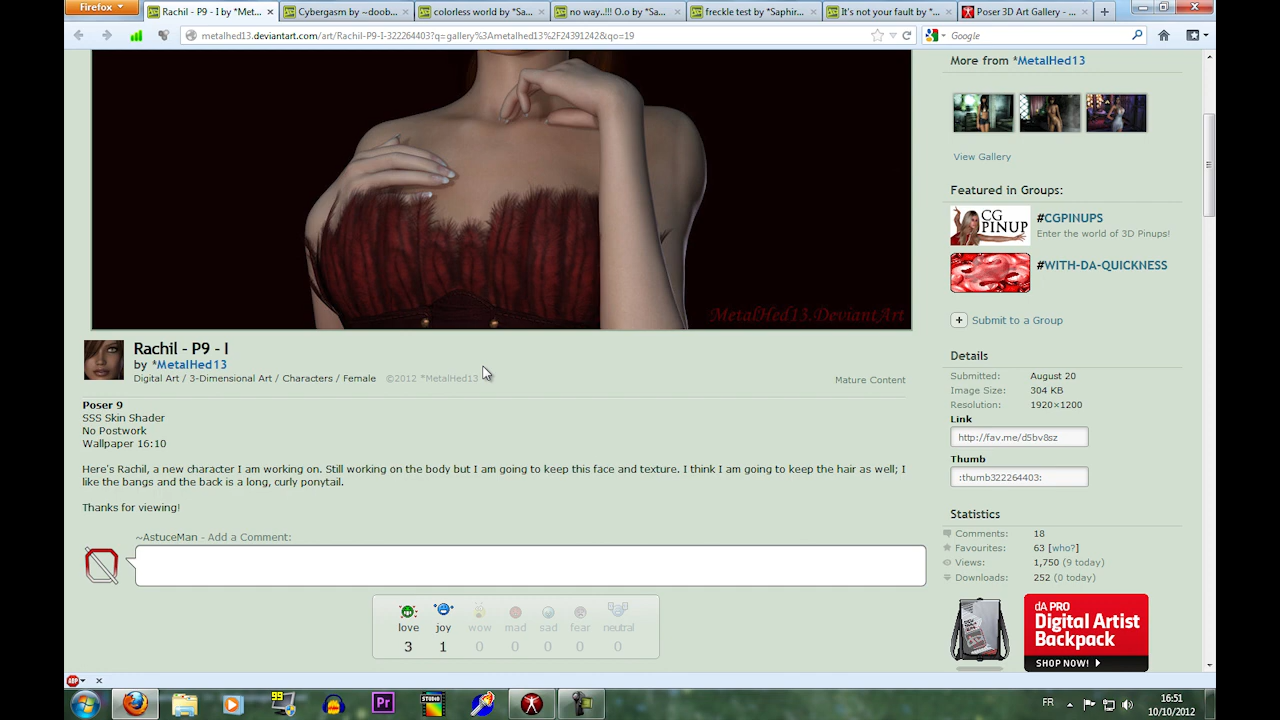 Firefox
Rachil - P9 - I by *Met...
Cybergasm by ~doob...
colorless world by *Sa...
no way..!!! O.o by *Sa...
freckle test by *Saphir...
It's not your fault by *...
Poser 3D Art Gallery - ...
metalhed13.deviantart.com/art/Rachil-P9-I-322264403?q=gallery%3Ametalhed13%2F24391242&qo=19
Google
More from *MetalHed13
View Gallery
Featured in Groups:
CG PINUP
#CGPINUPS
Enter the world of 3D Pinups!
#WITH-DA-QUICKNESS
MetalHed13.DeviantArt
+ Submit to a Group
Rachil - P9 - I
by *MetalHed13
Digital Art / 3-Dimensional Art / Characters / Female ©2012 *MetalHed13
Mature Content
Details
Submitted: August 20
Image Size: 304 KB
Resolution: 1920×1200
Link
http://fav.me/d5bv8sz
Thumb
:thumb322264403:
Poser 9
SSS Skin Shader
No Postwork
Wallpaper 16:10
Here's Rachil, a new character I am working on. Still working on the body but I am going to keep this face and texture. I think I am going to keep the hair as well; I
like the bangs and the back is a long, curly ponytail.
Thanks for viewing!
Statistics
Comments: 18
Favourites: 63 [who?]
Views: 1,750 (9 today)
Downloads: 252 (0 today)
~AstuceMan - Add a Comment:
love joy wow mad sad fear neutral
3 1 0 0 0 0 0
dA PRO
Digital Artist
Backpack
SHOP NOW!
ABP
99
Pr
STUDIO
FR
16:51
10/10/2012